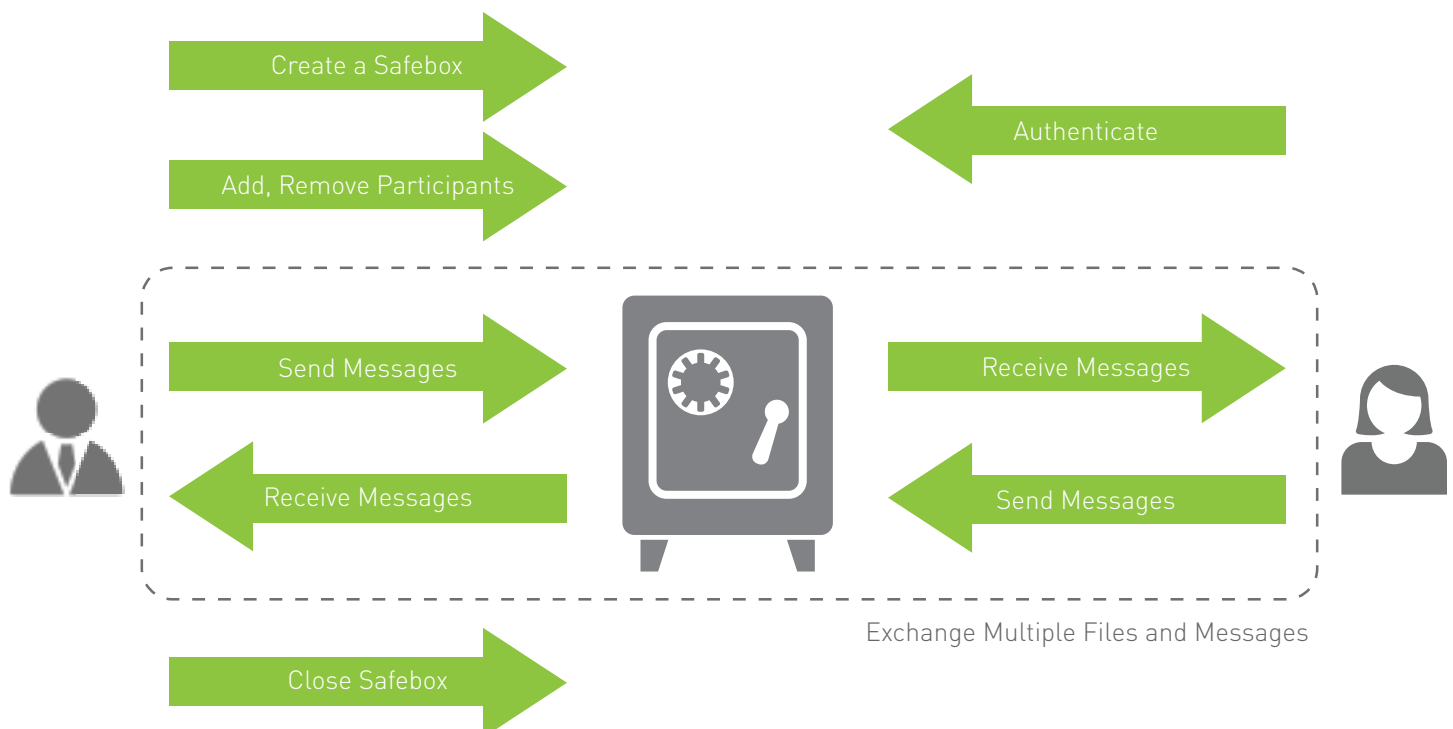 Create a Safebox
Authenticate
Add, Remove Participants
Send Messages
Receive Messages
Receive Messages
Send Messages
Exchange Multiple Files and Messages
Close Safebox